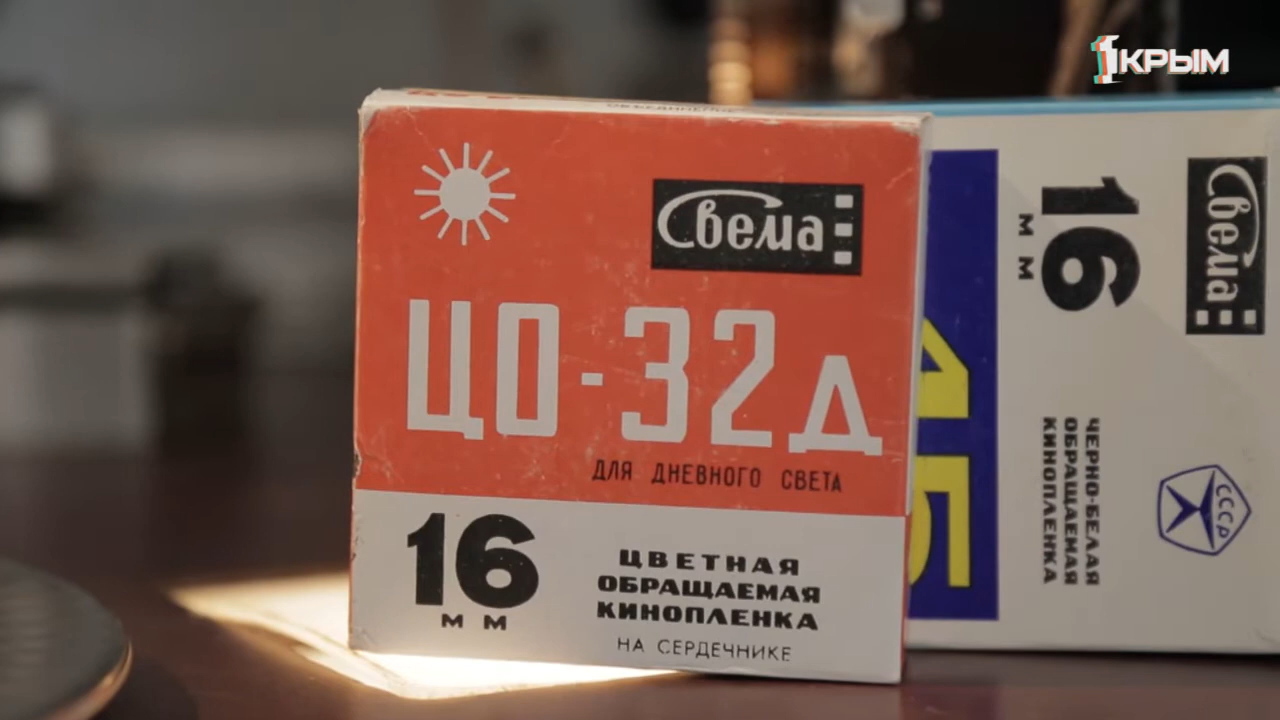 1КРЫМ
Свема
ЦО-32Д
ДЛЯ ДНЕВНОГО СВЕТА
16
ММ
ЦВЕТНАЯ
ОБРАЩАЕМАЯ
КИНОПЛЕНКА
НА СЕРДЕЧНИКЕ
Свема
16
ММ
45
ЧЕРНО-БЕЛАЯ
ОБРАЩАЕМАЯ
КИНОПЛЕНКА
СССР